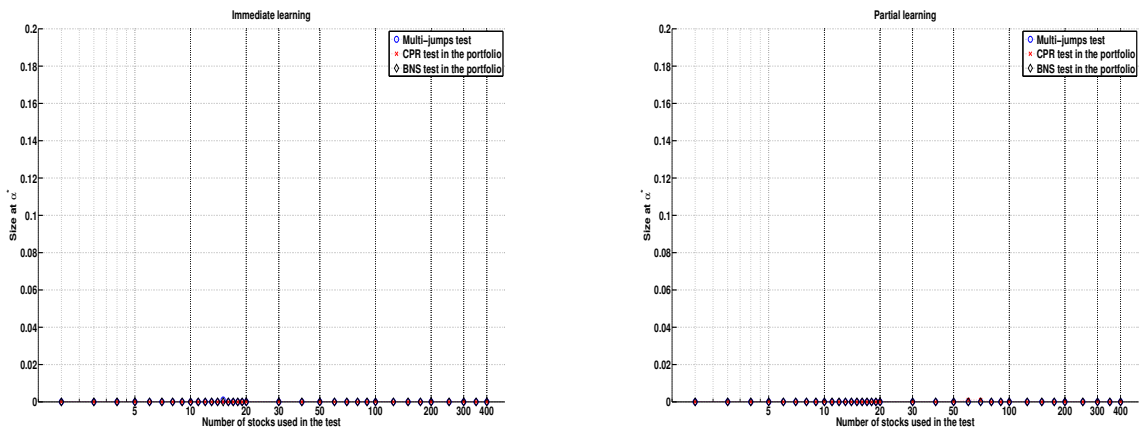 Immediate learning
0.2
0.18
0.16
0.14
0.12
0.1
0.08
0.06
0.04
0.02
0
Size at α*
5 10 20 30 50 100 200 300 400
Number of stocks used in the test
Multi−jumps test
CPR test in the portfolio
BNS test in the portfolio
Partial learning
0.2
0.18
0.16
0.14
0.12
0.1
0.08
0.06
0.04
0.02
0
Size at α*
5 10 20 30 50 100 200 300 400
Number of stocks used in the test
Multi−jumps test
CPR test in the portfolio
BNS test in the portfolio